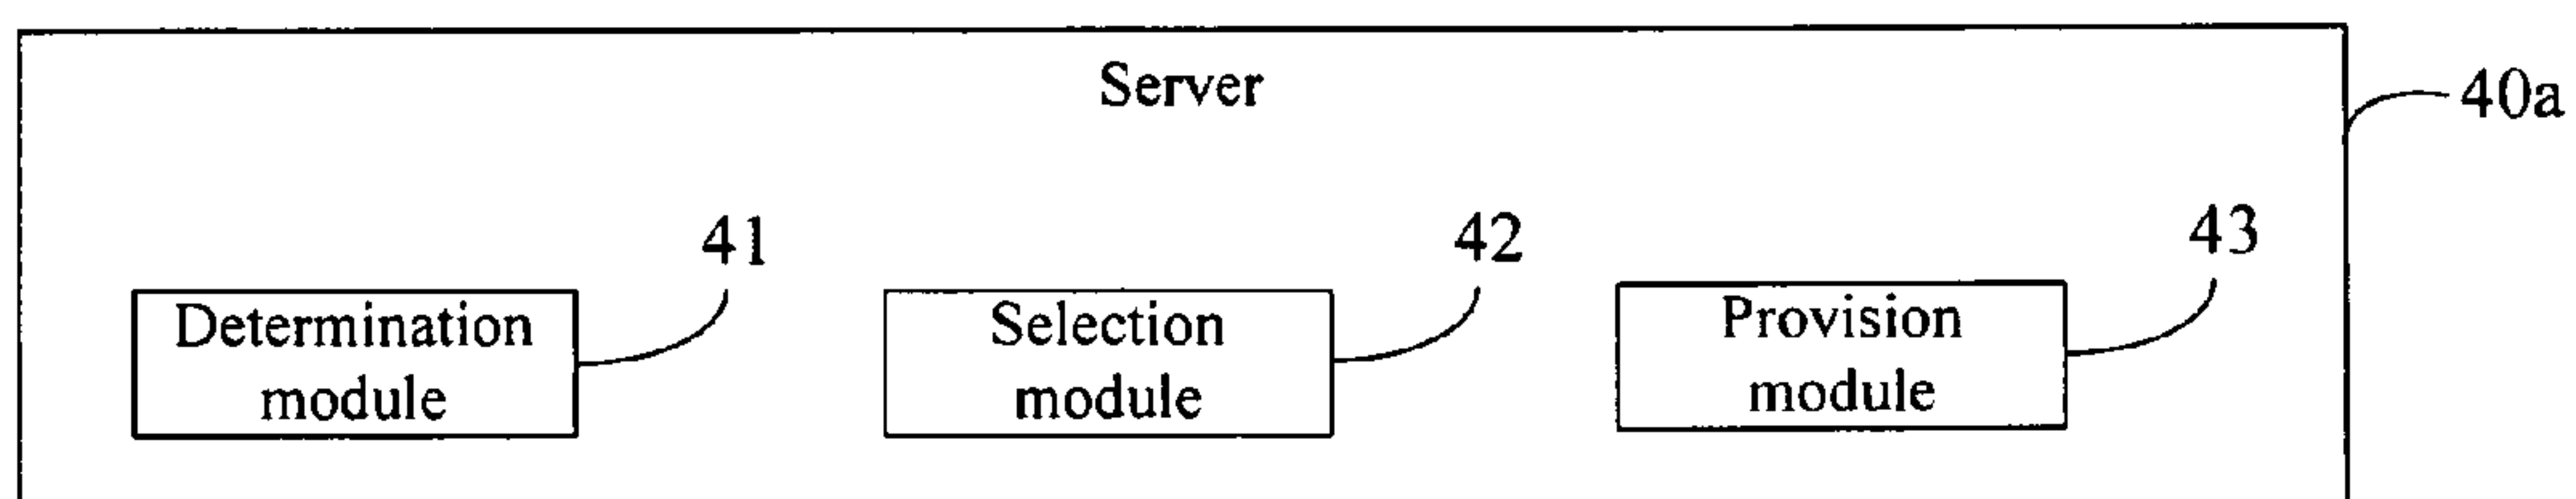 Server
40a
41
42
43
Determination
module
Selection
module
Provision
module